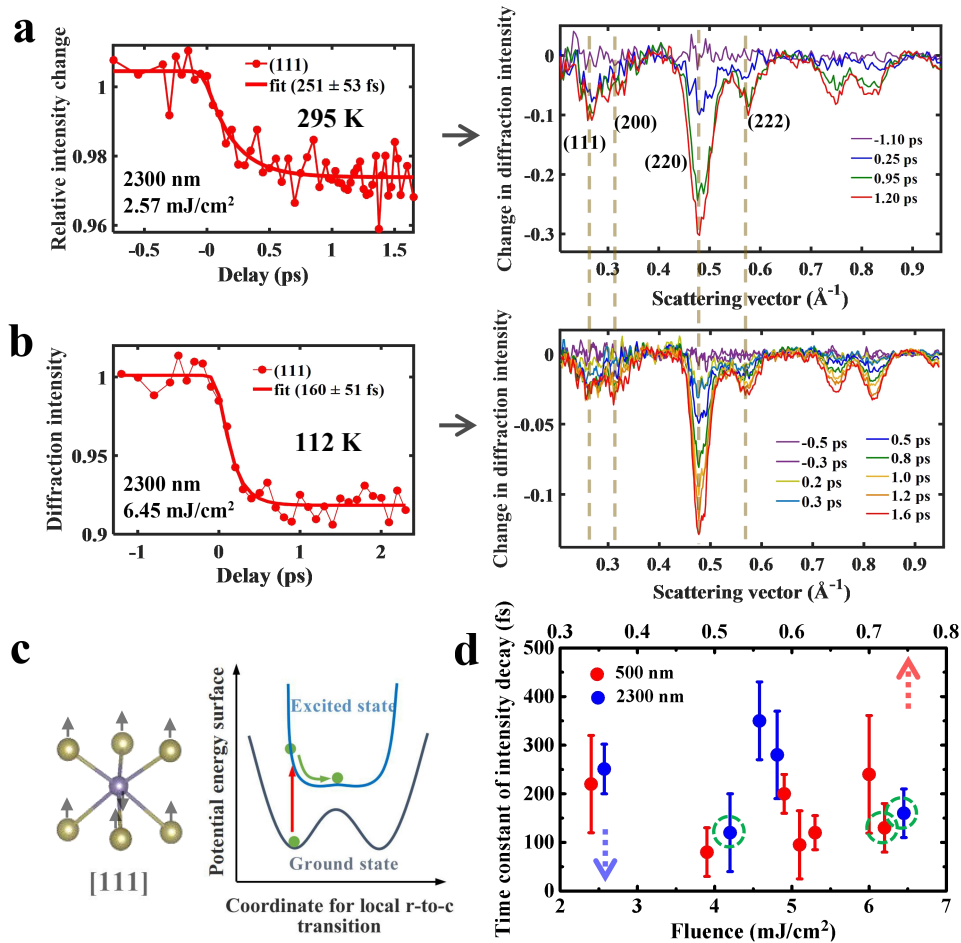 a
Relative intensity change
1
0.98
0.96
(111)
fit (251 ± 53 fs)
295 K
2300 nm
2.57 mJ/cm²
-0.5
-0
0.5
1
1.5
Delay (ps)
Change in diffraction intensity
0
-0.1
-0.2
-0.3
(111)
(200)
(220)
(222)
-1.10 ps
0.25 ps
0.95 ps
1.20 ps
0.3
0.4
0.5
0.6
0.7
0.8
0.9
Scattering vector (Å⁻¹)
b
Diffraction intensity
1
0.95
0.9
(111)
fit (160 ± 51 fs)
112 K
2300 nm
6.45 mJ/cm²
-1
0
1
2
Delay (ps)
Change in diffraction intensity
0
-0.05
-0.1
-0.5 ps
-0.3 ps
0.2 ps
0.3 ps
0.5 ps
0.8 ps
1.0 ps
1.2 ps
1.6 ps
0.3
0.4
0.5
0.6
0.7
0.8
0.9
Scattering vector (Å⁻¹)
c
[111]
Potential energy surface
Excited state
Ground state
Coordinate for local r-to-c
transition
d
0.3
0.4
0.5
0.6
0.7
0.8
Time constant of intensity decay (fs)
500
400
300
200
100
0
500 nm
2300 nm
2
3
4
5
6
7
Fluence (mJ/cm²)